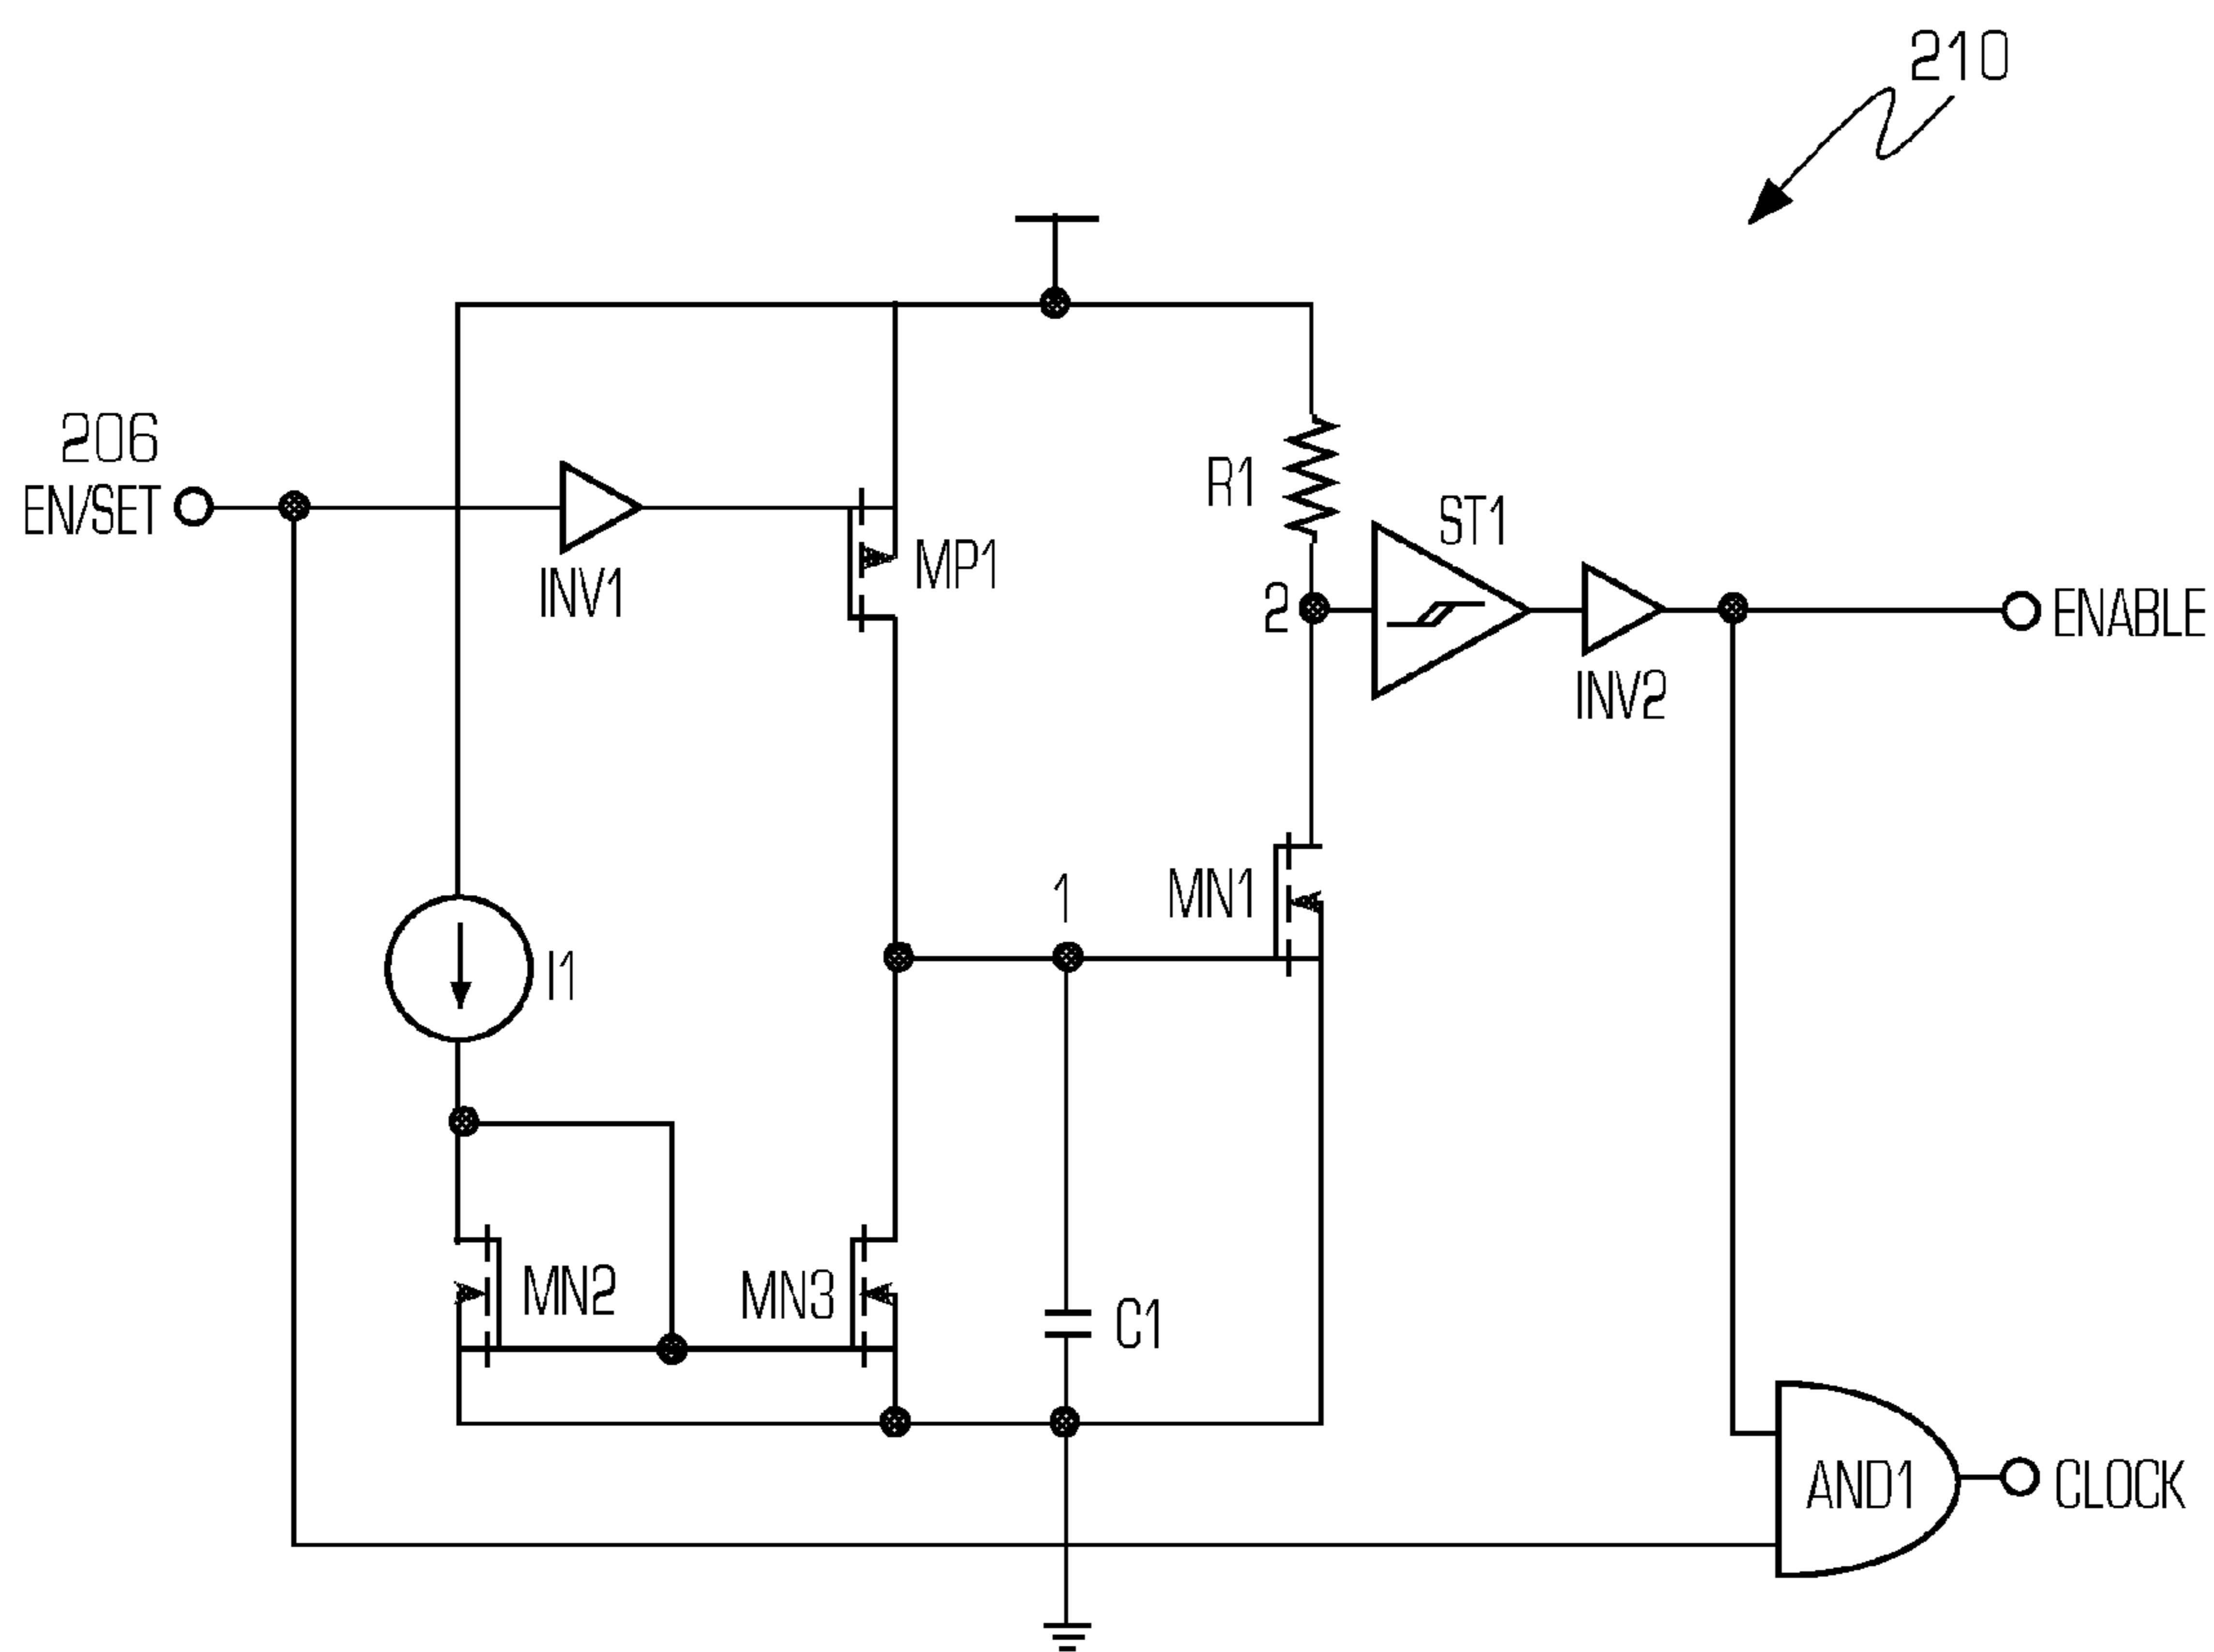 210
206
EN/SET
INV1
MP1
R1
2
ST1
INV2
ENABLE
I1
1
MN1
MN2
MN3
C1
AND1
CLOCK